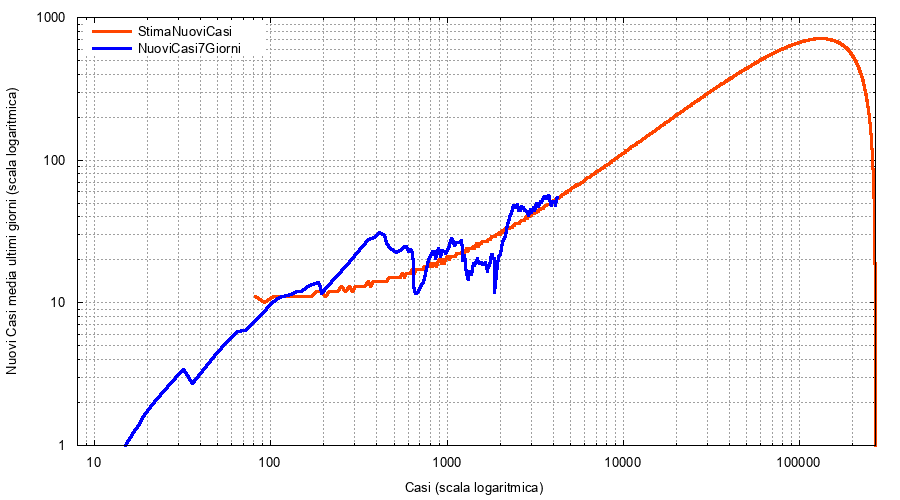 1000
StimaNuoviCasi
NuoviCasi7Giorni
100
10
1
Nuovi Casi media ultimi giorni (scala logaritmica)
10 100 1000 10000 100000
Casi (scala logaritmica)